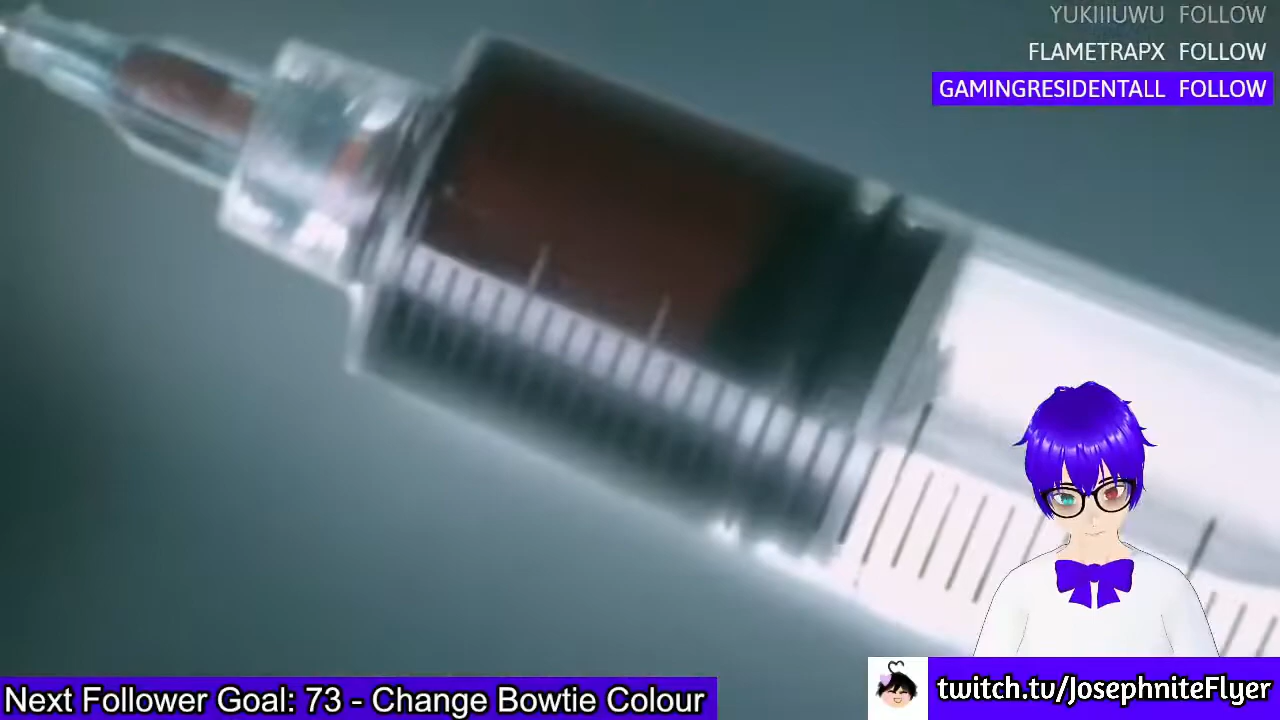 YUKIIIUWU FOLLOW
FLAMETRAPX FOLLOW
GAMINGRESIDENTALL FOLLOW
Next Follower Goal: 73 - Change Bowtie Colour
twitch.tv/JosephniteFlyer